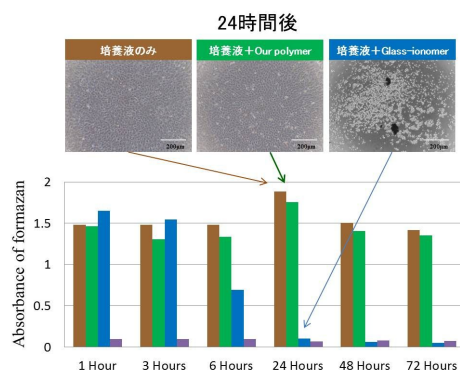 24時間後
培養液のみ
培養液＋Our polymer
培養液＋Glass-ionomer
200μm
200μm
200μm
Absorbance of formazan
2
1.5
1
0.5
0
1 Hour 3 Hours 6 Hours 24 Hours 48 Hours 72 Hours